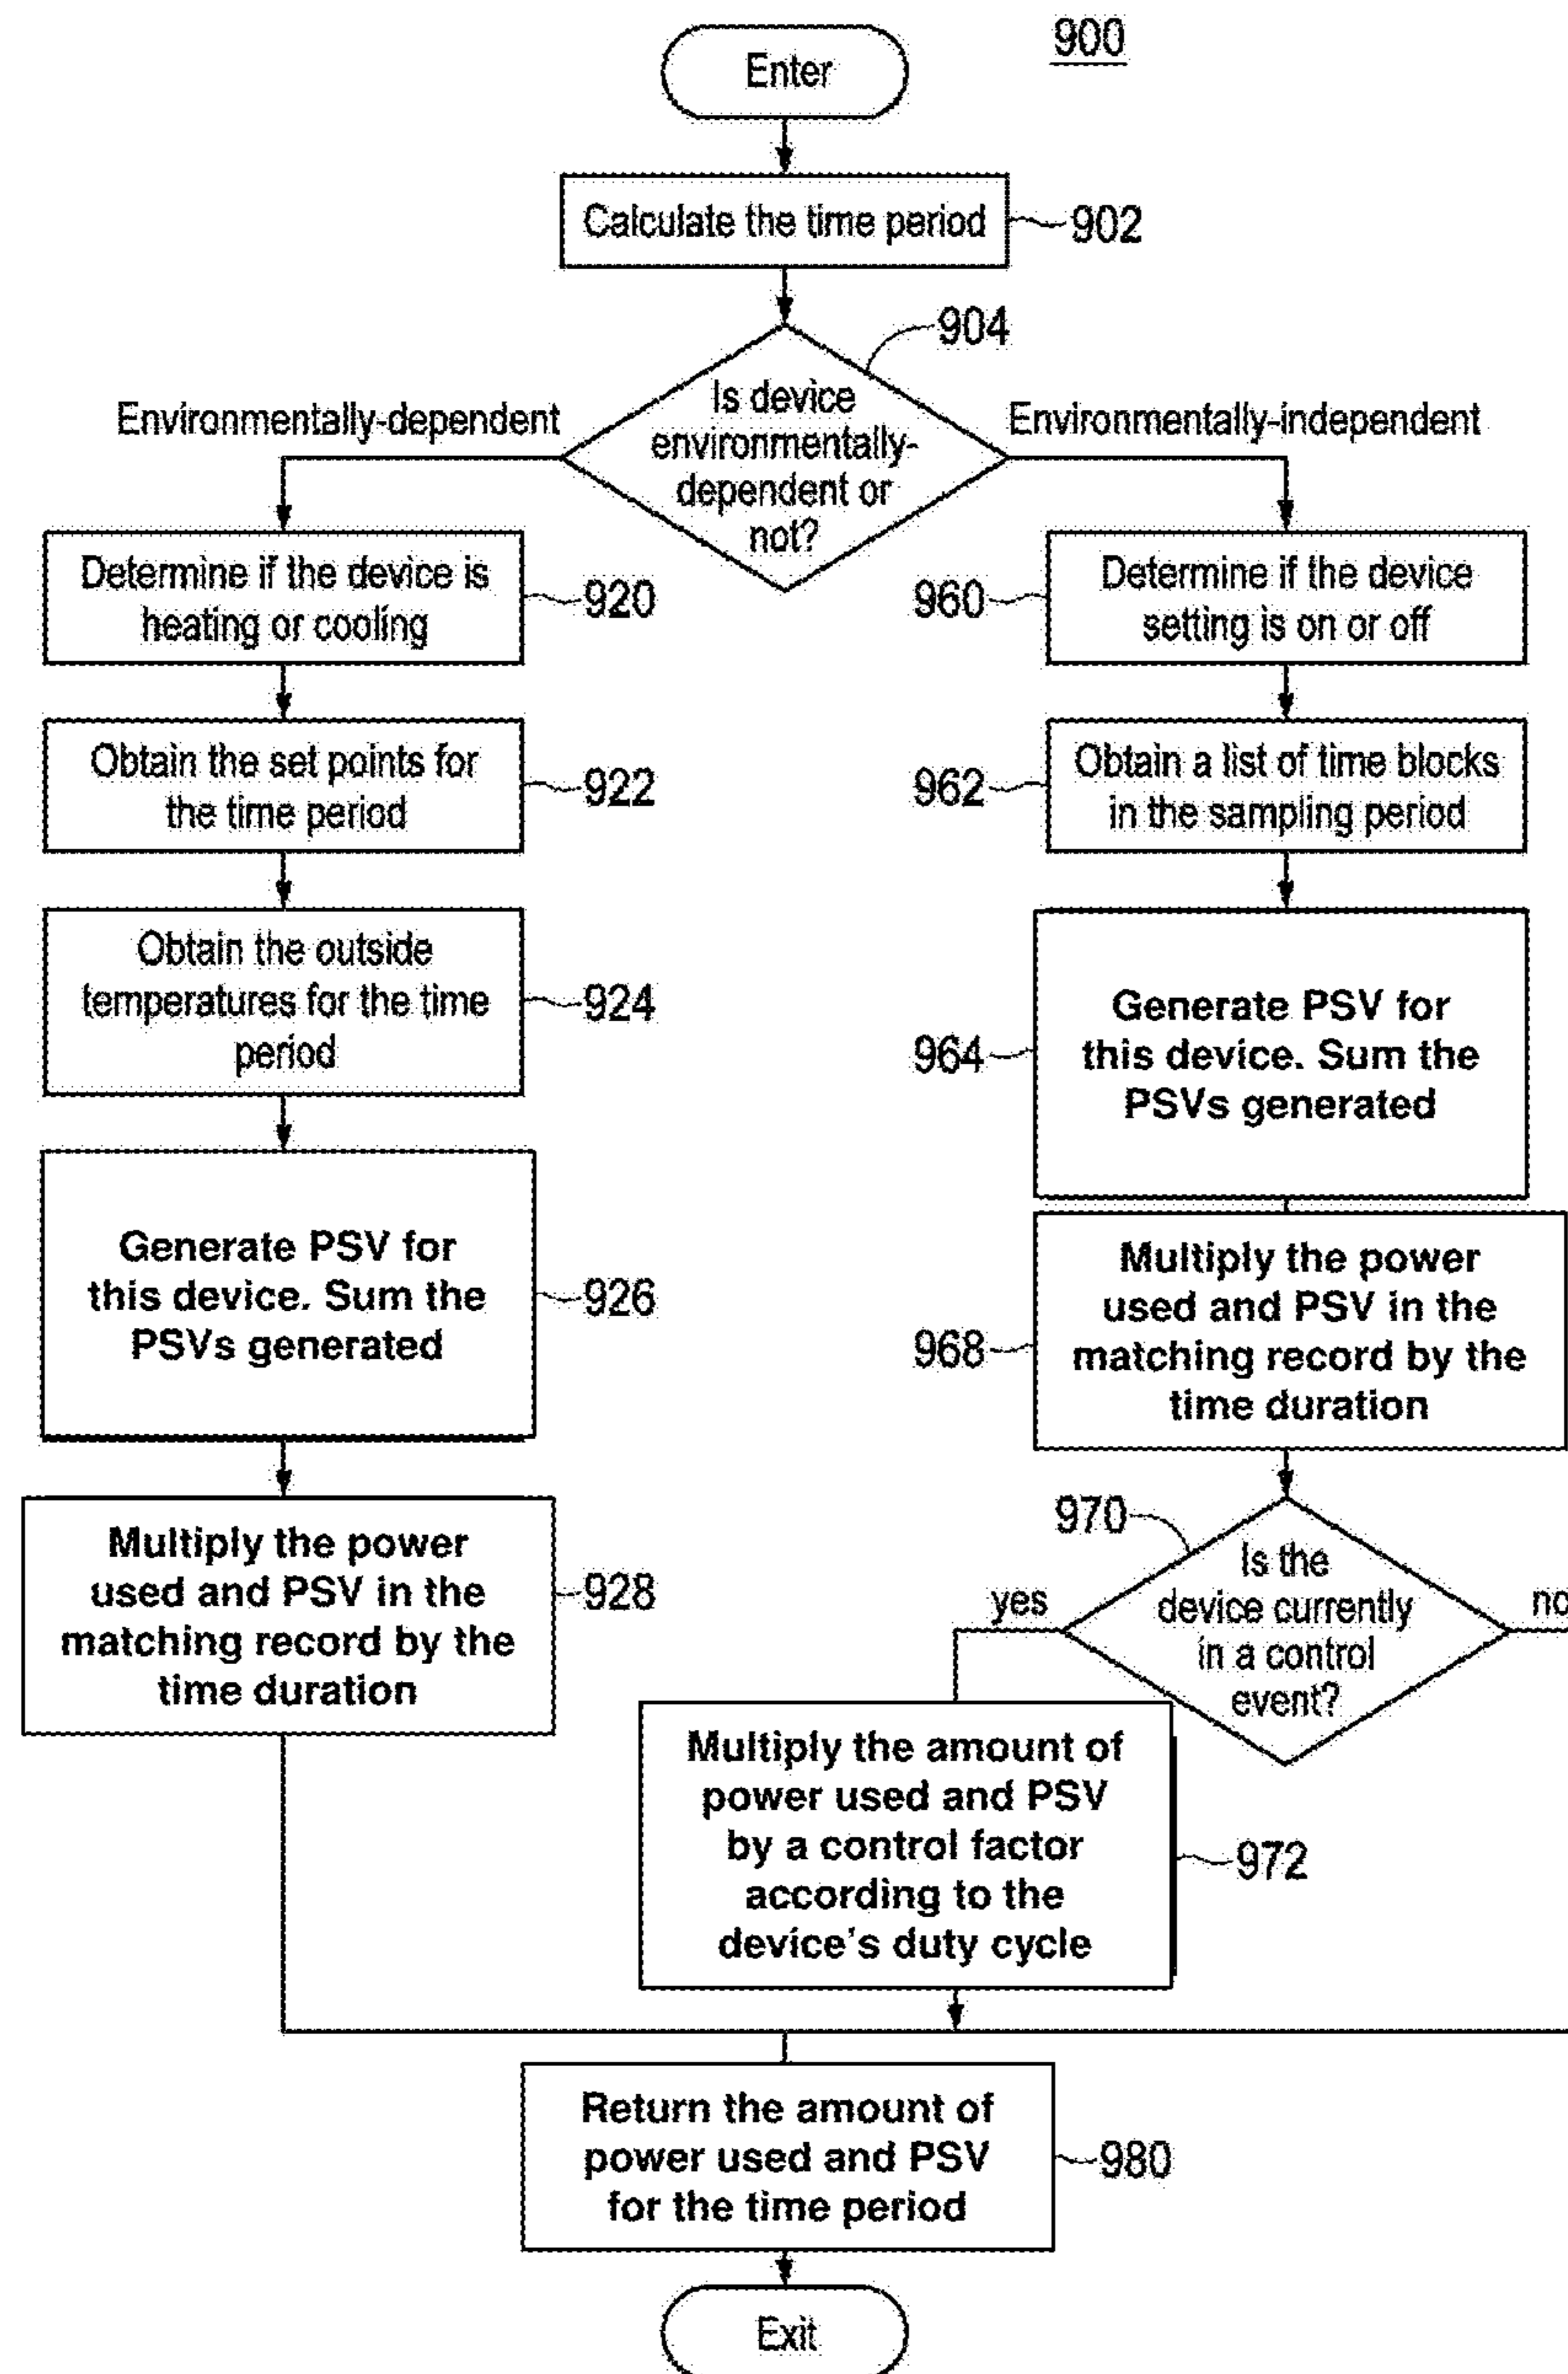 900
Enter
Calculate the time period
902
904
Is device
environmentally-
dependent or
not?
Environmentally-dependent
Environmentally-independent
Determine if the device is
heating or cooling
920
Obtain the set points for
the time period
922
Obtain the outside
temperatures for the time
period
924
Generate PSV for
this device. Sum the
PSVs generated
926
Multiply the power
used and PSV in the
matching record by the
time duration
928
960
Determine if the device
setting is on or off
962
Obtain a list of time blocks
in the sampling period
964
Generate PSV for
this device. Sum the
PSVs generated
968
Multiply the power
used and PSV in the
matching record by the
time duration
970
Is the
device currently
in a control
event?
yes
no
Multiply the amount of
power used and PSV
by a control factor
according to the
device's duty cycle
972
Return the amount of
power used and PSV
for the time period
980
Exit